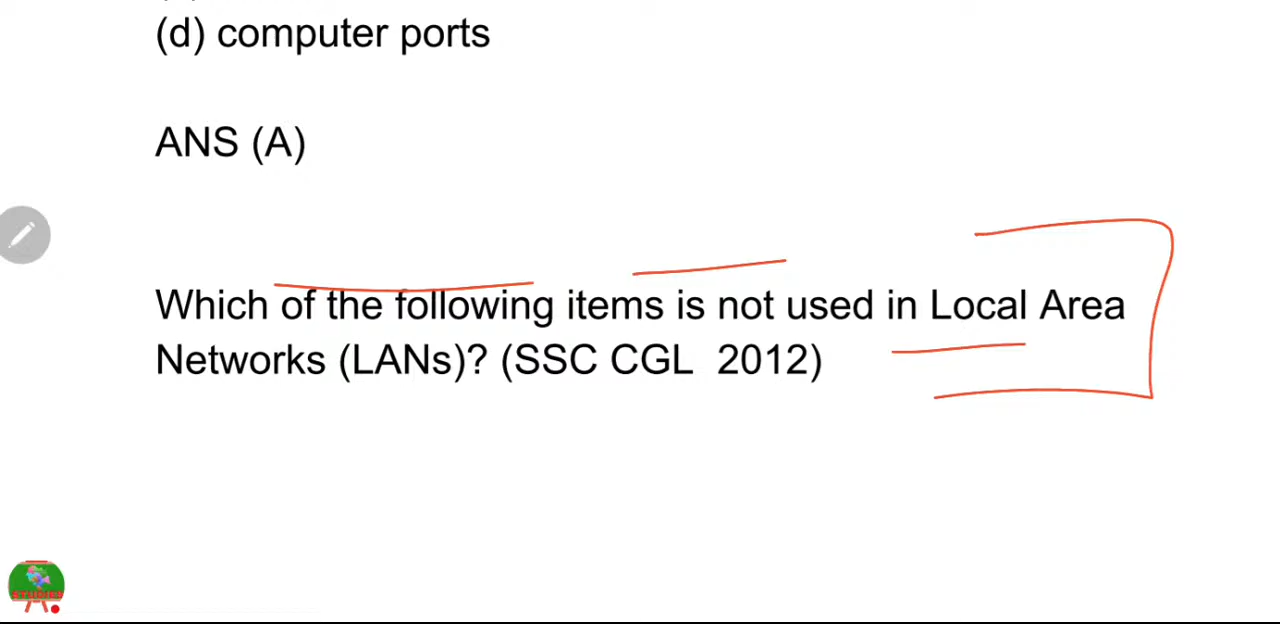 (d) computer ports
ANS (A)
Which of the following items is not used in Local Area
Networks (LANs)? (SSC CGL 2012)